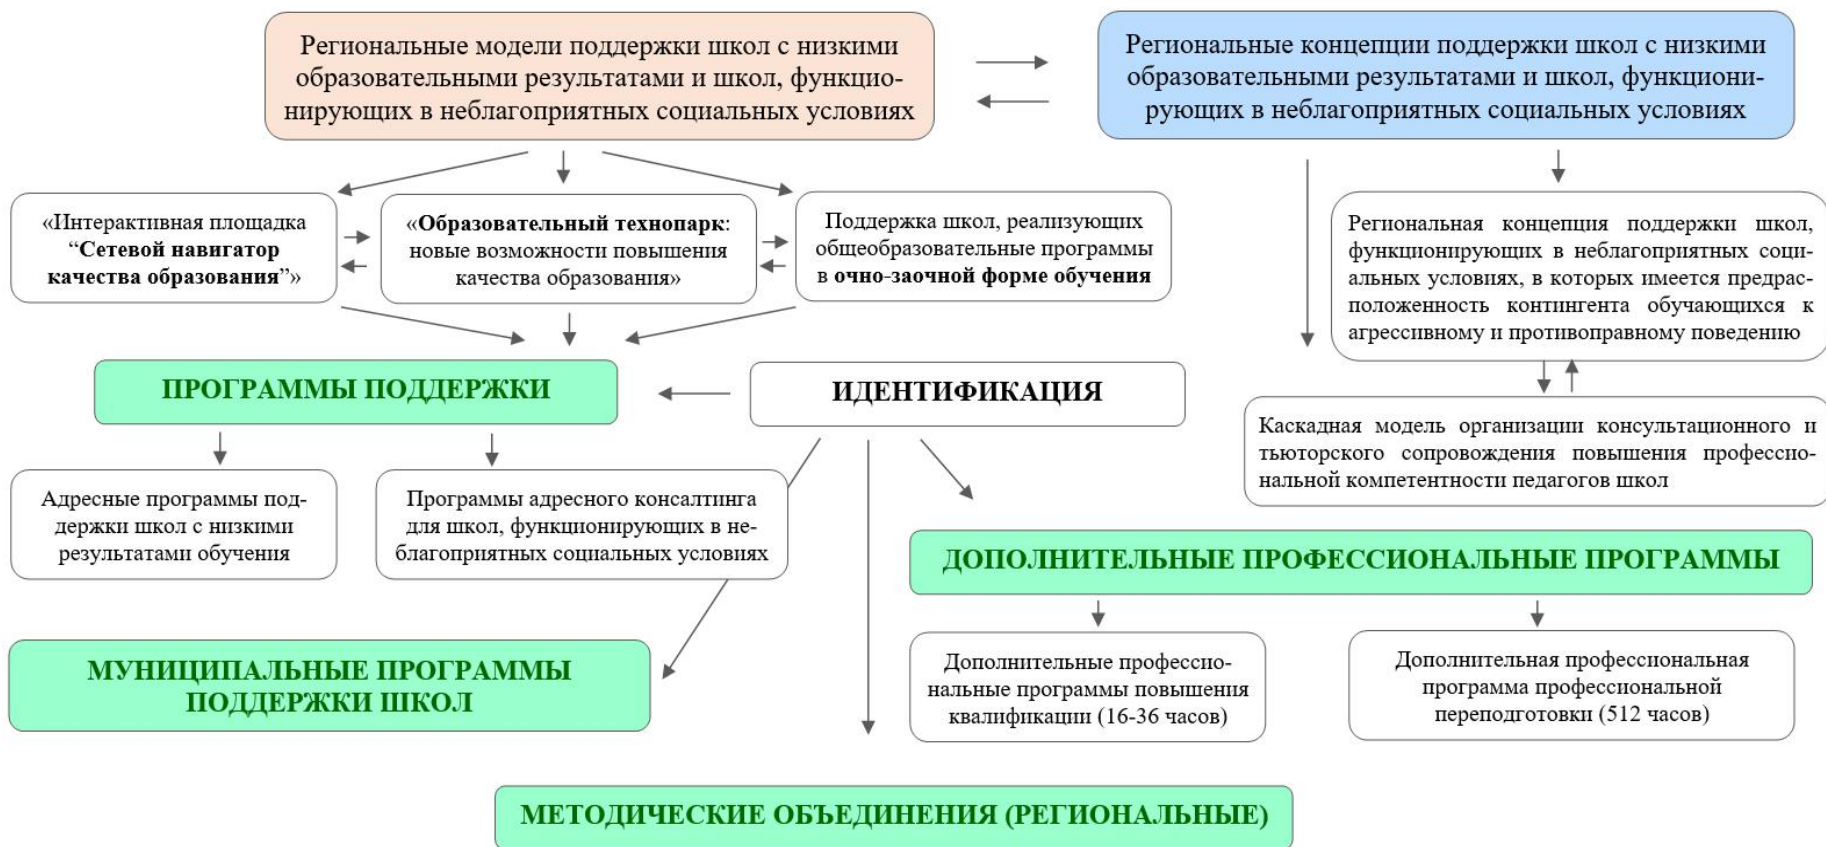 Региональные модели поддержки школ с низкими
образовательными результатами и школ, функцио-
нирующих в неблагоприятных социальных условиях
Региональные концепции поддержки школ с низкими
образовательными результатами и школ, функциони-
рующих в неблагоприятных социальных условиях
«Интерактивная площадка
“Сетевой навигатор
качества образования”»
«Образовательный технопарк:
новые возможности повышения
качества образования»
Поддержка школ, реализующих
общеобразовательные программы
в очно-заочной форме обучения
Региональная концепция поддержки школ,
функционирующих в неблагоприятных соци-
альных условиях, в которых имеется предрас-
положенность контингента обучающихся к
агрессивному и противоправному поведению
ПРОГРАММЫ ПОДДЕРЖКИ
ИДЕНТИФИКАЦИЯ
Каскадная модель организации консультационного и
тьюторского сопровождения повышения профессио-
нальной компетентности педагогов школ
Адресные программы под-
держки школ с низкими
результатами обучения
Программы адресного консалтинга
для школ, функционирующих в не-
благоприятных социальных условиях
ДОПОЛНИТЕЛЬНЫЕ ПРОФЕССИОНАЛЬНЫЕ ПРОГРАММЫ
МУНИЦИПАЛЬНЫЕ ПРОГРАММЫ
ПОДДЕРЖКИ ШКОЛ
Дополнительные профессио-
нальные программы повышения
квалификации (16-36 часов)
Дополнительная профессиональная
программа профессиональной
переподготовки (512 часов)
МЕТОДИЧЕСКИЕ ОБЪЕДИНЕНИЯ (РЕГИОНАЛЬНЫЕ)